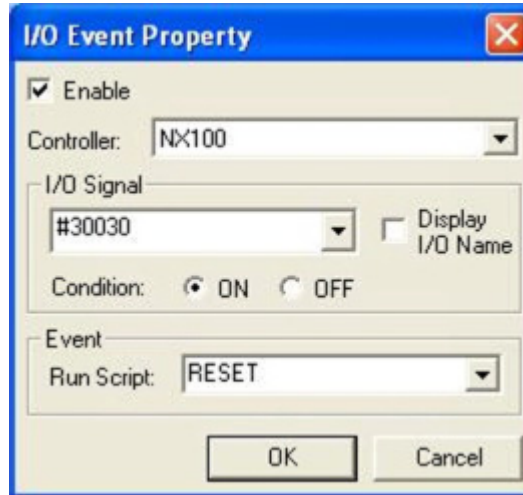 I/O Event Property
Enable
Controller: NX100
I/O Signal
#30030
Display
I/O Name
Condition: ON OFF
Event
Run Script: RESET
OK Cancel